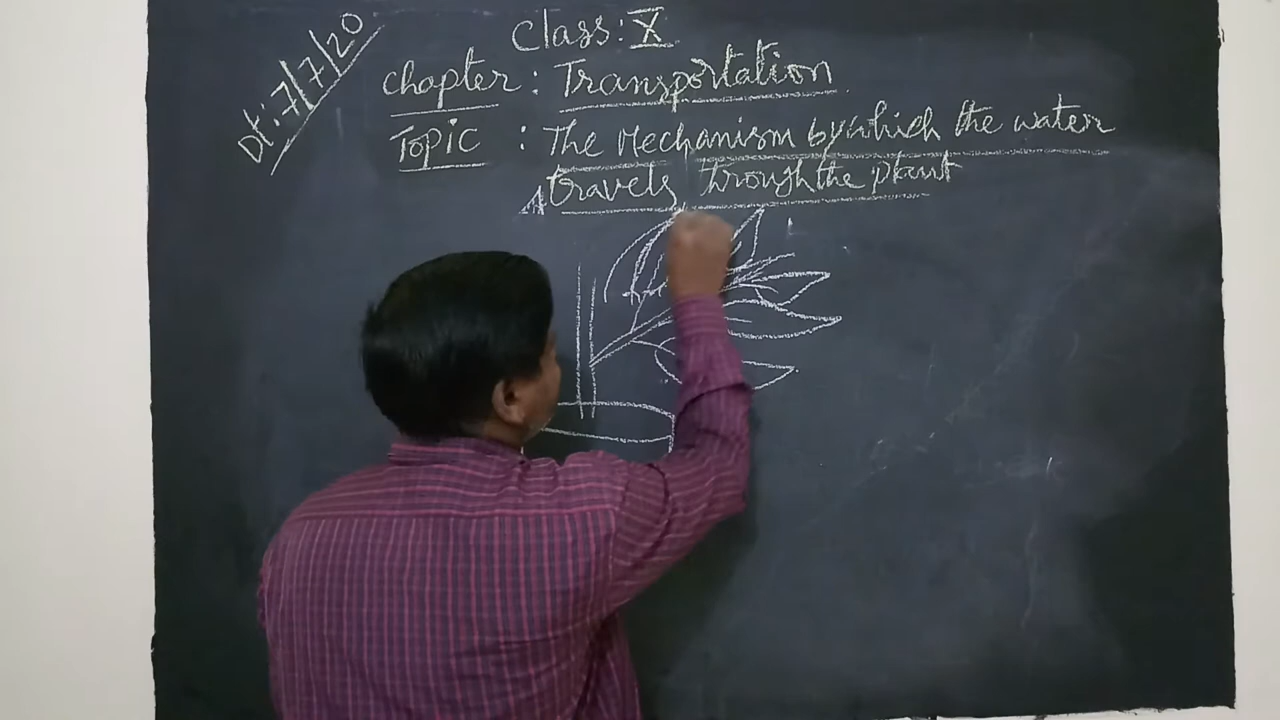 Dt:7/7/20
Class: X
Chapter : Transportation
Topic : The Mechanism by which the water
travels through the plant